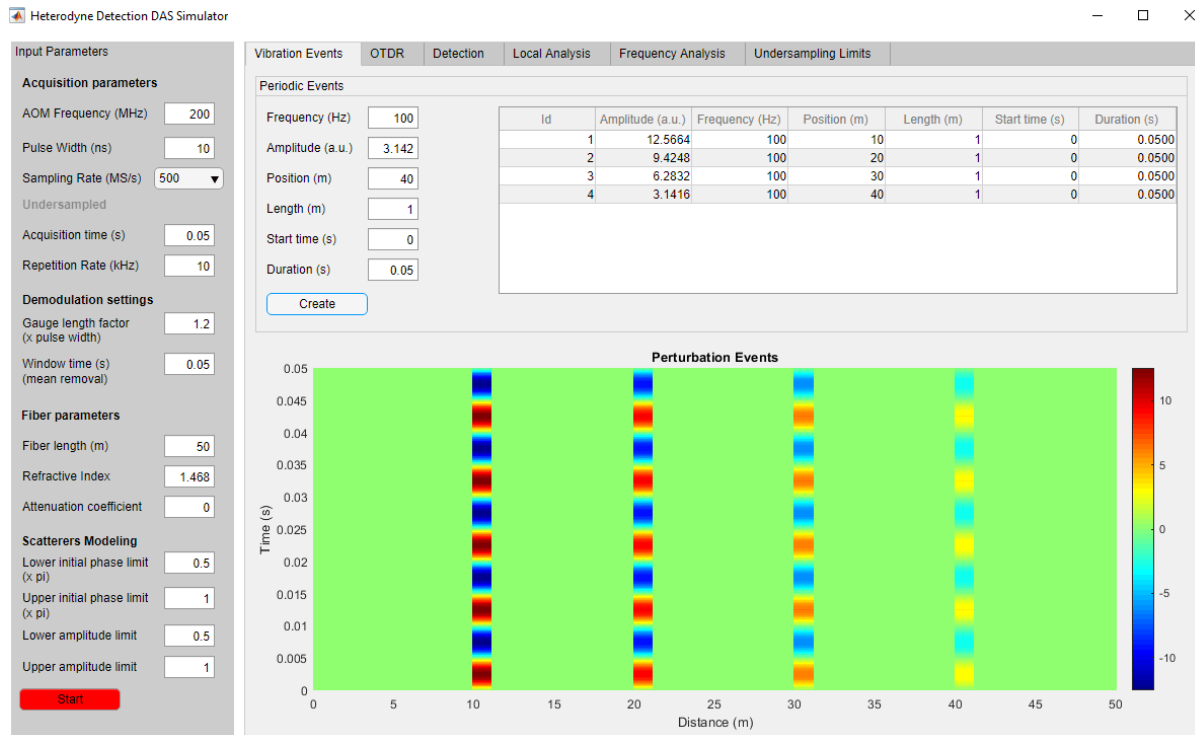 Heterodyne Detection DAS Simulator
Input Parameters
Acquisition parameters
AOM Frequency (MHz) 200
Pulse Width (ns) 10
Sampling Rate (MS/s) 500
Undersampled
Acquisition time (s) 0.05
Repetition Rate (kHz) 10
Demodulation settings
Gauge length factor
(x pulse width) 1.2
Window time (s)
(mean removal) 0.05
Fiber parameters
Fiber length (m) 50
Refractive Index 1.468
Attenuation coefficient 0
Scatterers Modeling
Lower initial phase limit
(x pi) 0.5
Upper initial phase limit
(x pi) 1
Lower amplitude limit 0.5
Upper amplitude limit 1
Start
Vibration Events OTDR Detection Local Analysis Frequency Analysis Undersampling Limits
Periodic Events
Frequency (Hz) 100
Amplitude (a.u.) 3.142
Position (m) 40
Length (m) 1
Start time (s) 0
Duration (s) 0.05
Create
Id Amplitude (a.u.) Frequency (Hz) Position (m) Length (m) Start time (s) Duration (s)
1 12.5664 100 10 1 0 0.0500
2 9.4248 100 20 1 0 0.0500
3 6.2832 100 30 1 0 0.0500
4 3.1416 100 40 1 0 0.0500
Perturbation Events
0.05
0.045
0.04
0.035
0.03
0.025
0.02
0.015
0.01
0.005
0
Time (s)
0 5 10 15 20 25 30 35 40 45 50
Distance (m)
10
5
0
-5
-10